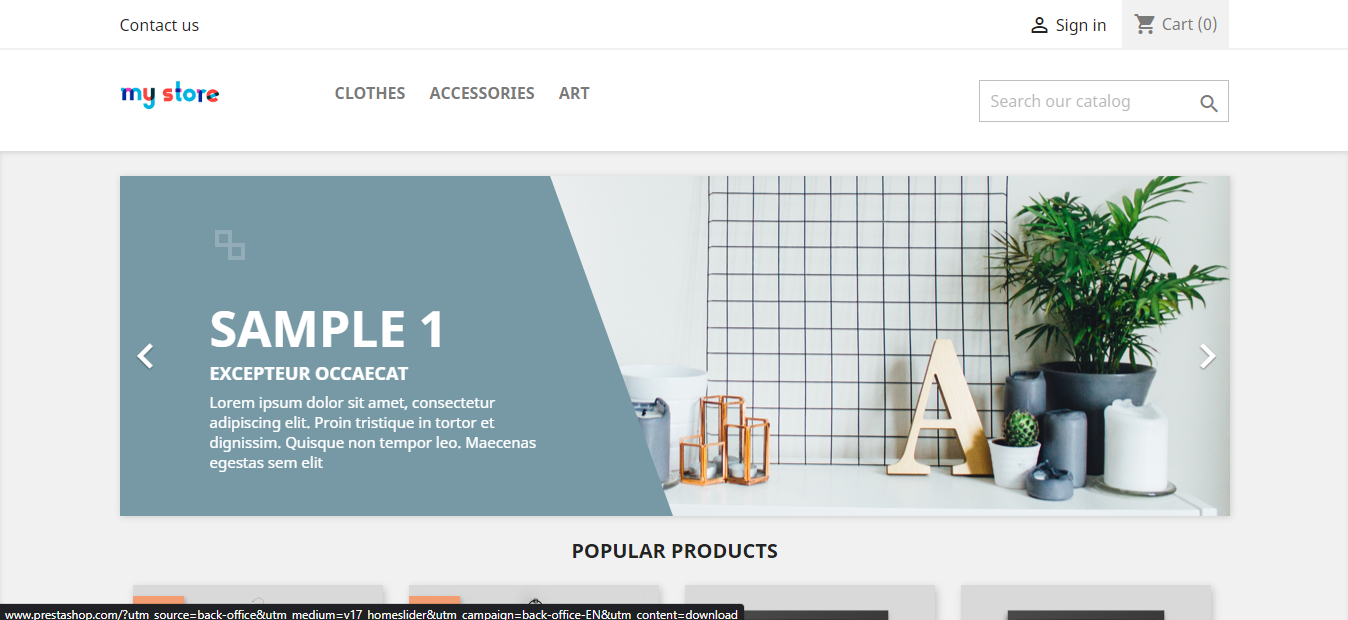 Contact us
Sign in
Cart (0)
my store
CLOTHES ACCESSORIES ART
Search our catalog
SAMPLE 1
EXCEPTEUR OCCAECAT
Lorem ipsum dolor sit amet, consectetur
adipiscing elit. Proin tristique in tortor et
dignissim. Quisque non tempor leo. Maecenas
egestas sem elit
A
POPULAR PRODUCTS
www.prestashop.com/?utm_source=back-office&utm_medium=v17_homeslider&utm_campaign=back-office-EN&utm_content=download